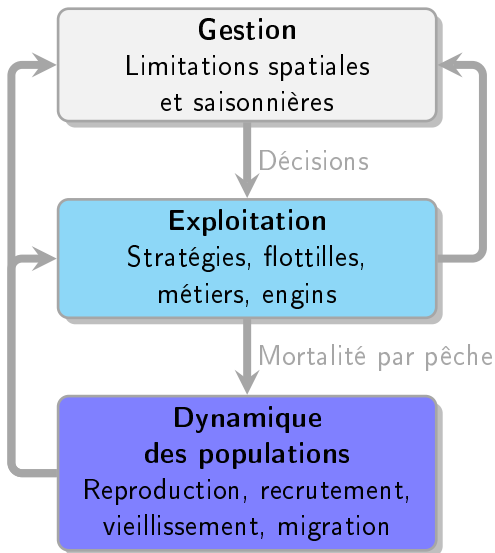 Gestion
Limitations spatiales
et saisonnières
Décisions
Exploitation
Stratégies, flottilles,
métiers, engins
Mortalité par pêche
Dynamique
des populations
Reproduction, recrutement,
vieillissement, migration